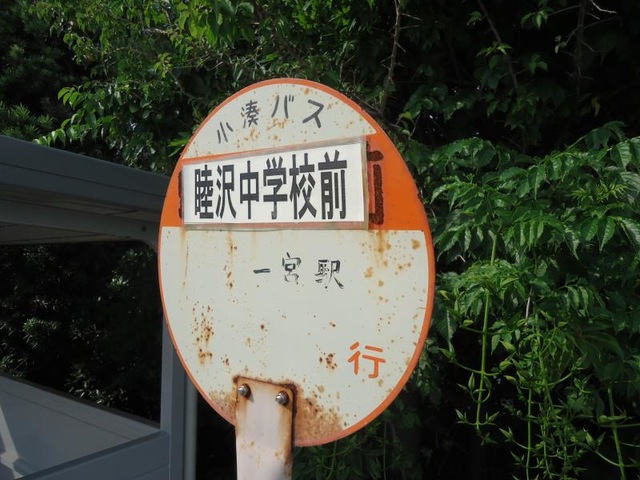 小湊バス
睦沢中学校前
一宮駅
行